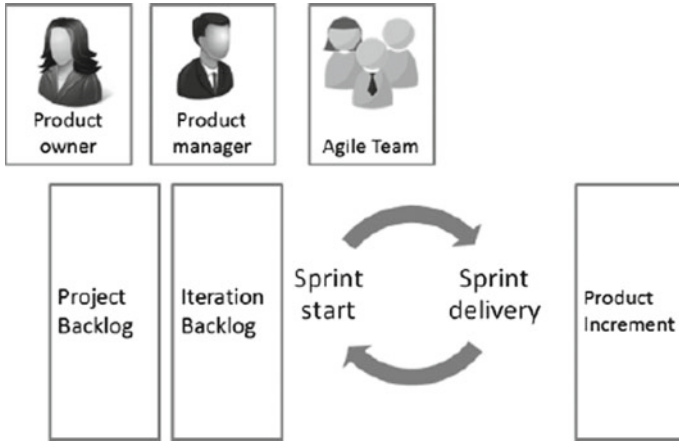 Product
owner
Product
manager
Agile Team
Project
Backlog
Iteration
Backlog
Sprint
start
Sprint
delivery
Product
Increment